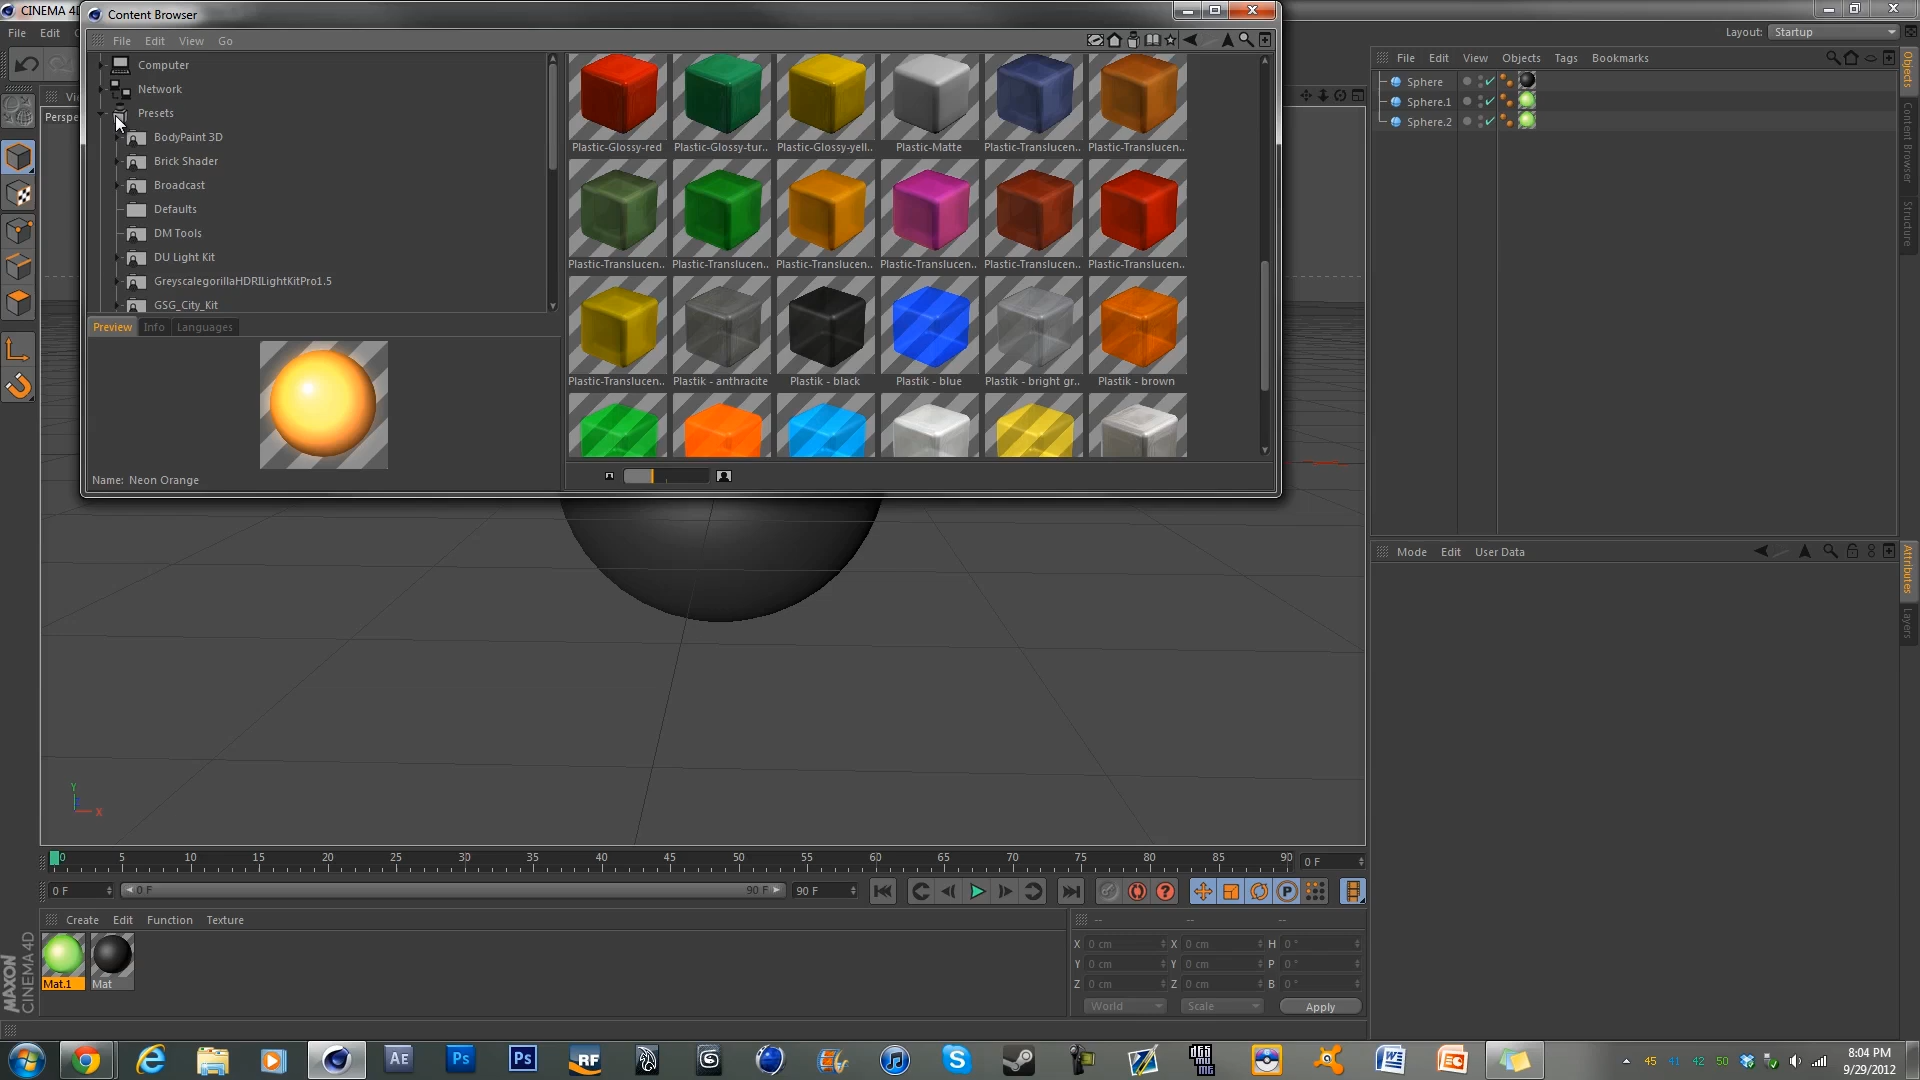 CINEMA 4D
Content Browser
File Edit
File Edit View Go
Layout: Startup
Computer
Network
Presets
BodyPaint 3D
Brick Shader
Broadcast
Defaults
DM Tools
DU Light Kit
GreyscalegorillaHDRILightKitPro1.5
GSG_City_Kit
Perspe
Plastic-Glossy-red Plastic-Glossy-tur.. Plastic-Glossy-yell.. Plastic-Matte Plastic-Translucen.. Plastic-Translucen..
Plastic-Translucen.. Plastic-Translucen.. Plastic-Translucen.. Plastic-Translucen.. Plastic-Translucen.. Plastic-Translucen..
Plastic-Translucen.. Plastik - anthracite Plastik - black Plastik - blue Plastik - bright gr.. Plastik - brown
Preview Info Languages
Name: Neon Orange
File Edit View Objects Tags Bookmarks
Sphere
Sphere.1
Sphere.2
Objects
Content Browser
Structure
Mode Edit User Data
Attributes
Layers
Y
X
0 5 10 15 20 25 30 35 40 45 50 55 60 65 70 75 80 85 90 0 F
0 F 0 F 90 F 90 F
P
Create Edit Function Texture
Mat.1 Mat
MAXON
CINEMA 4D
-- -- --
X 0 cm X 0 cm H 0 °
Y 0 cm Y 0 cm P 0 °
Z 0 cm Z 0 cm B 0 °
World Scale Apply
AE Ps Ps RF
45 41 42 50
8:04 PM
9/29/2012